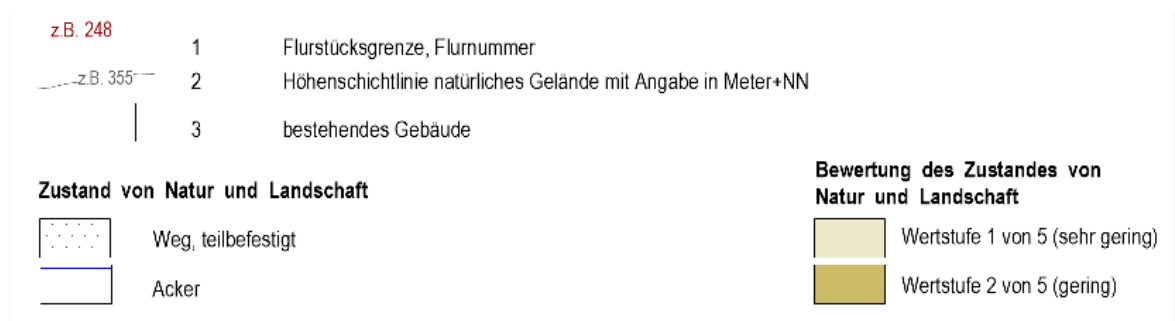 z.B. 248
1 Flurstücksgrenze, Flurnummer
z.B. 355 2 Höhenschichtlinie natürliches Gelände mit Angabe in Meter+NN
3 bestehendes Gebäude
Zustand von Natur und Landschaft
Weg, teilbefestigt
Acker
Bewertung des Zustandes von
Natur und Landschaft
Wertstufe 1 von 5 (sehr gering)
Wertstufe 2 von 5 (gering)